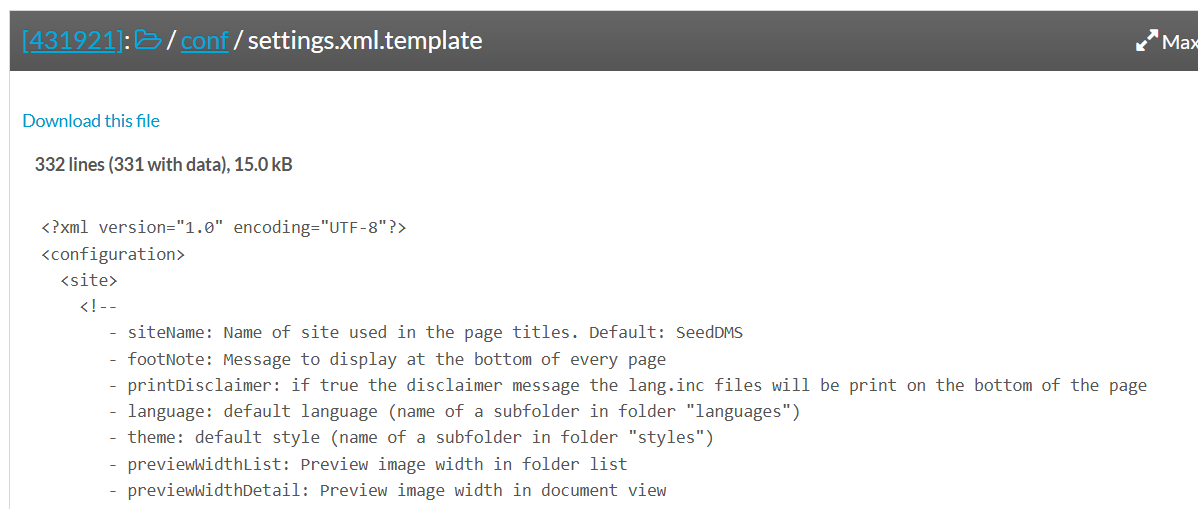 [431921]: / conf / settings.xml.template
Max
Download this file
332 lines (331 with data), 15.0 kB
<?xml version="1.0" encoding="UTF-8"?>
<configuration>
  <site>
    <!--
       - siteName: Name of site used in the page titles. Default: SeedDMS
       - footNote: Message to display at the bottom of every page
       - printDisclaimer: if true the disclaimer message the lang.inc files will be print on the bottom of the page
       - language: default language (name of a subfolder in folder "languages")
       - theme: default style (name of a subfolder in folder "styles")
       - previewWidthList: Preview image width in folder list
       - previewWidthDetail: Preview image width in document view